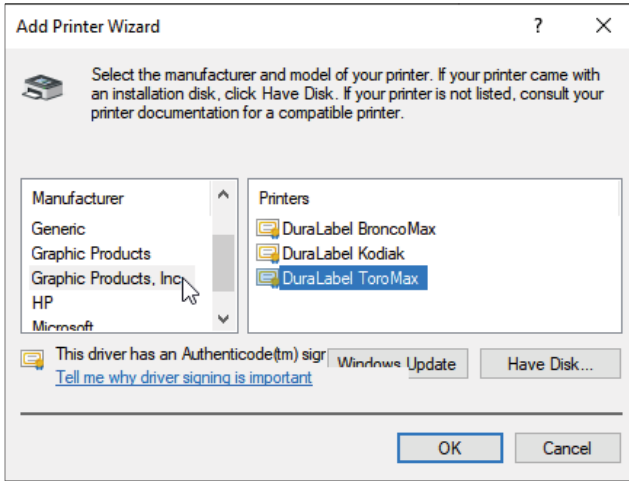 Add Printer Wizard ?
Select the manufacturer and model of your printer. If your printer came with
an installation disk, click Have Disk. If your printer is not listed, consult your
printer documentation for a compatible printer.
Manufacturer
Generic
Graphic Products
Graphic Products, Inc.
HP
Microsoft
Printers
DuraLabel BroncoMax
DuraLabel Kodiak
DuraLabel ToroMax
This driver has an Authenticode(tm) sigr
Tell me why driver signing is important
Windows Update
Have Disk...
OK
Cancel